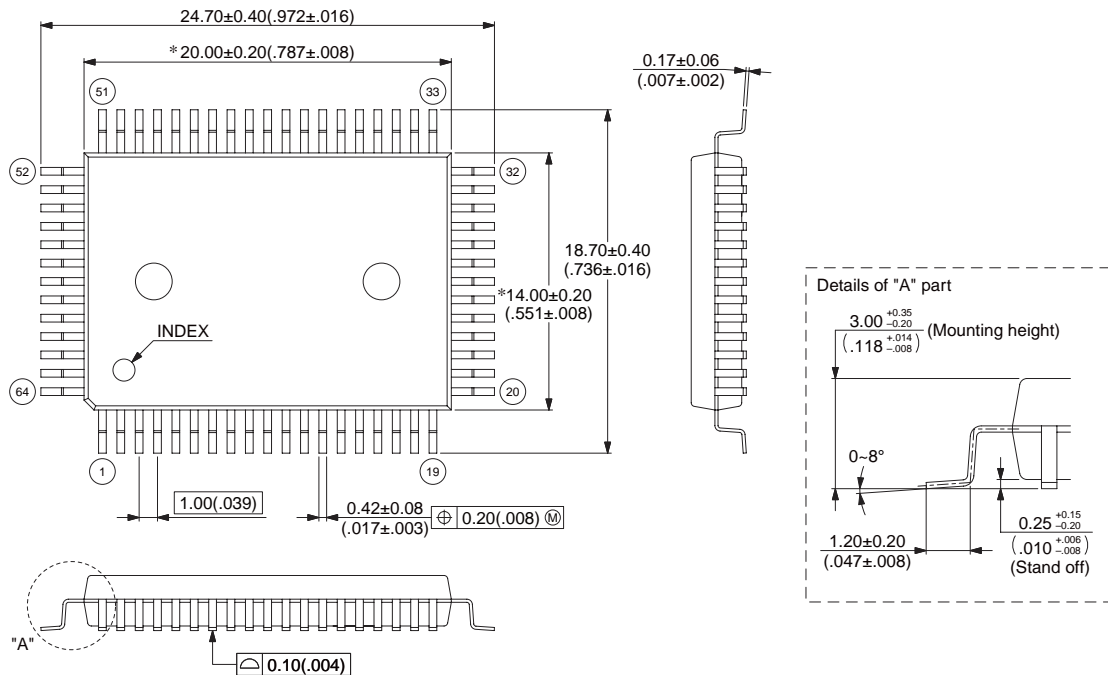 24.70±0.40(.972±.016)
*20.00±0.20(.787±.008)
0.17±0.06
(.007±.002)
51
33
52
32
18.70±0.40
(.736±.016)
*14.00±0.20
(.551±.008)
INDEX
64
20
1
19
1.00(.039)
0.42±0.08
(.017±.003)
⌖ 0.20(.008) Ⓜ
"A"
⌓ 0.10(.004)
Details of "A" part
3.00 +0.35 −0.20 (Mounting height)
(.118 +.014 −.008)
0~8°
1.20±0.20
(.047±.008)
0.25 +0.15 −0.20
(.010 +.006 −.008)
(Stand off)